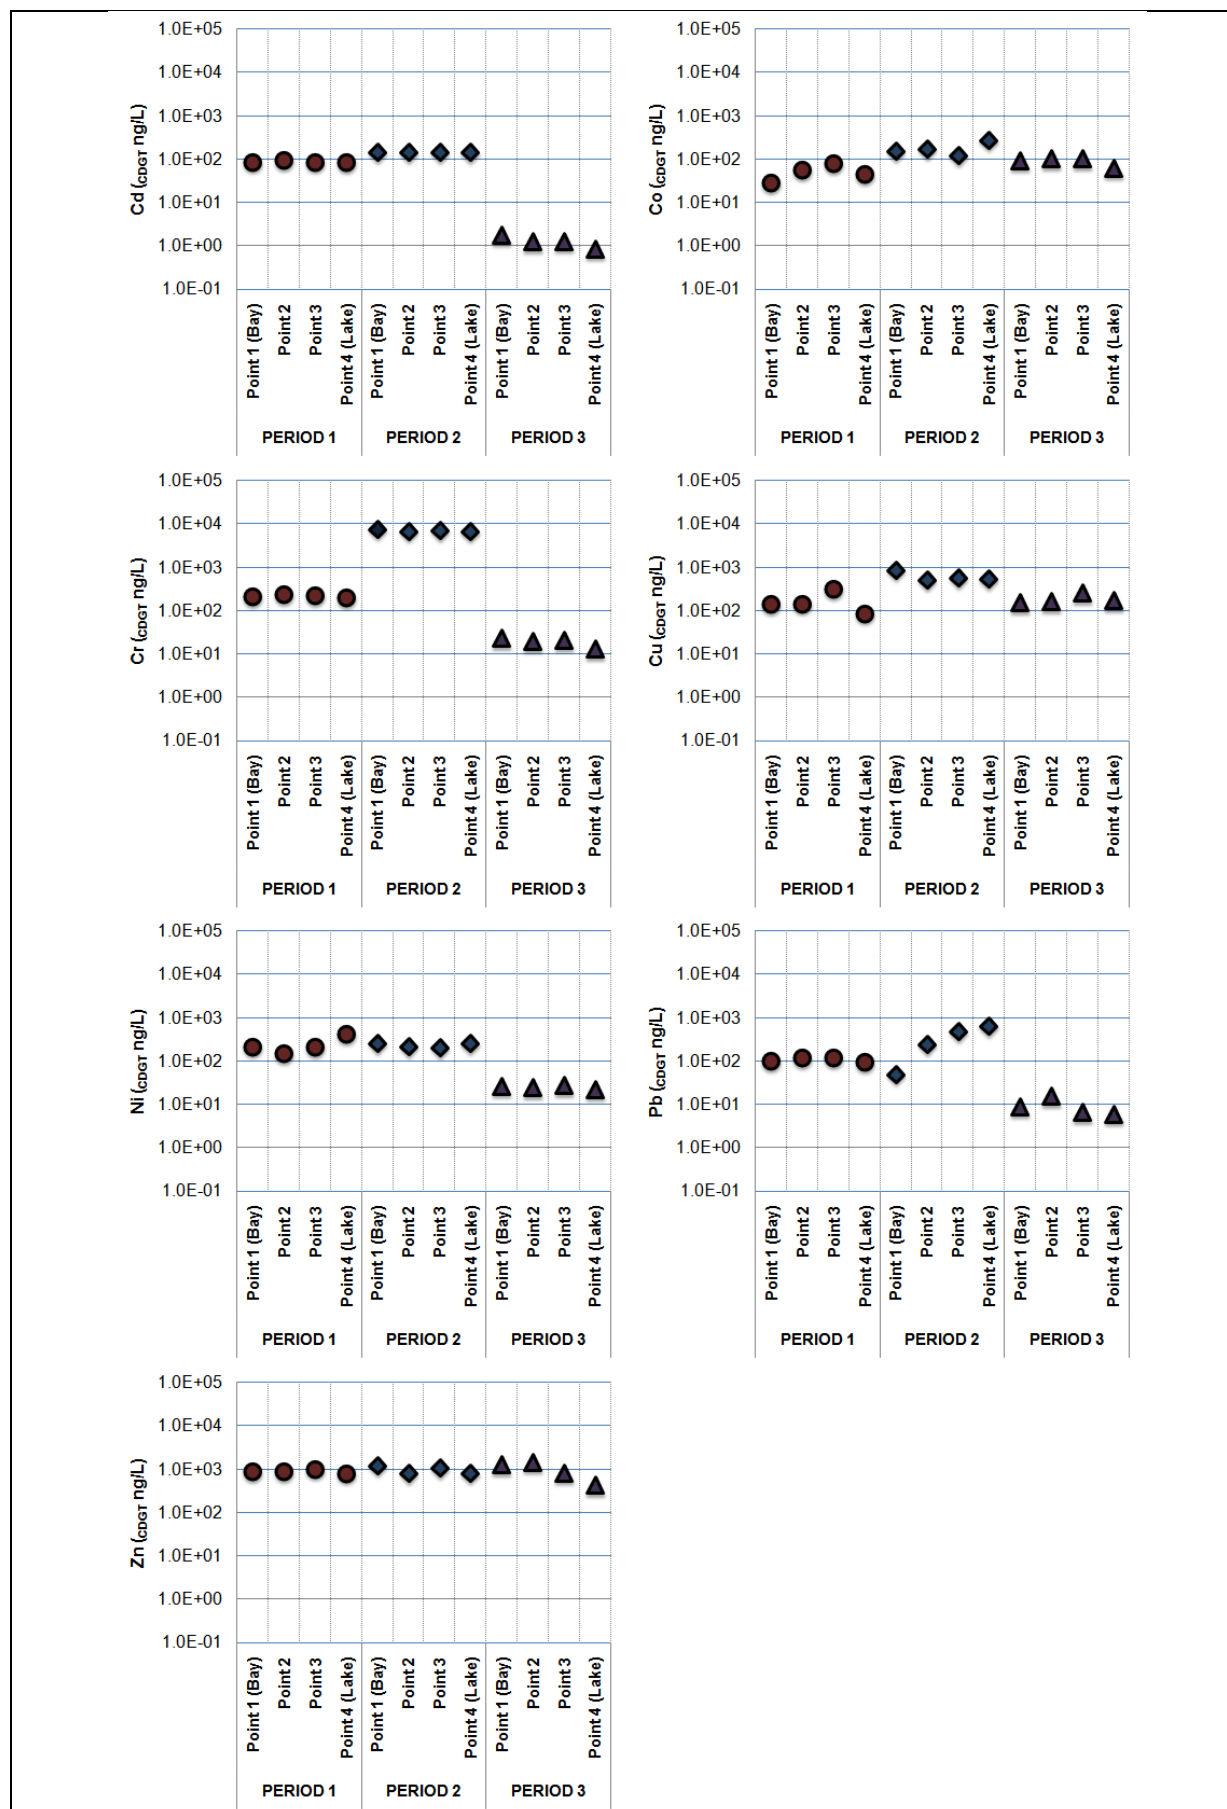 1.0E+05
1.0E+04
1.0E+03
1.0E+02
1.0E+01
1.0E+00
1.0E-01
Cd (CDGT ng/L)
Point 1 (Bay)
Point 2
Point 3
Point 4 (Lake)
Point 1 (Bay)
Point 2
Point 3
Point 4 (Lake)
Point 1 (Bay)
Point 2
Point 3
Point 4 (Lake)
PERIOD 1
PERIOD 2
PERIOD 3
1.0E+05
1.0E+04
1.0E+03
1.0E+02
1.0E+01
1.0E+00
1.0E-01
Co (CDGT ng/L)
Point 1 (Bay)
Point 2
Point 3
Point 4 (Lake)
Point 1 (Bay)
Point 2
Point 3
Point 4 (Lake)
Point 1 (Bay)
Point 2
Point 3
Point 4 (Lake)
PERIOD 1
PERIOD 2
PERIOD 3
1.0E+05
1.0E+04
1.0E+03
1.0E+02
1.0E+01
1.0E+00
1.0E-01
Cr (CDGT ng/L)
Point 1 (Bay)
Point 2
Point 3
Point 4 (Lake)
Point 1 (Bay)
Point 2
Point 3
Point 4 (Lake)
Point 1 (Bay)
Point 2
Point 3
Point 4 (Lake)
PERIOD 1
PERIOD 2
PERIOD 3
1.0E+05
1.0E+04
1.0E+03
1.0E+02
1.0E+01
1.0E+00
1.0E-01
Cu (CDGT ng/L)
Point 1 (Bay)
Point 2
Point 3
Point 4 (Lake)
Point 1 (Bay)
Point 2
Point 3
Point 4 (Lake)
Point 1 (Bay)
Point 2
Point 3
Point 4 (Lake)
PERIOD 1
PERIOD 2
PERIOD 3
1.0E+05
1.0E+04
1.0E+03
1.0E+02
1.0E+01
1.0E+00
1.0E-01
Ni (CDGT ng/L)
Point 1 (Bay)
Point 2
Point 3
Point 4 (Lake)
Point 1 (Bay)
Point 2
Point 3
Point 4 (Lake)
Point 1 (Bay)
Point 2
Point 3
Point 4 (Lake)
PERIOD 1
PERIOD 2
PERIOD 3
1.0E+05
1.0E+04
1.0E+03
1.0E+02
1.0E+01
1.0E+00
1.0E-01
Pb (CDGT ng/L)
Point 1 (Bay)
Point 2
Point 3
Point 4 (Lake)
Point 1 (Bay)
Point 2
Point 3
Point 4 (Lake)
Point 1 (Bay)
Point 2
Point 3
Point 4 (Lake)
PERIOD 1
PERIOD 2
PERIOD 3
1.0E+05
1.0E+04
1.0E+03
1.0E+02
1.0E+01
1.0E+00
1.0E-01
Zn (CDGT ng/L)
Point 1 (Bay)
Point 2
Point 3
Point 4 (Lake)
Point 1 (Bay)
Point 2
Point 3
Point 4 (Lake)
Point 1 (Bay)
Point 2
Point 3
Point 4 (Lake)
PERIOD 1
PERIOD 2
PERIOD 3